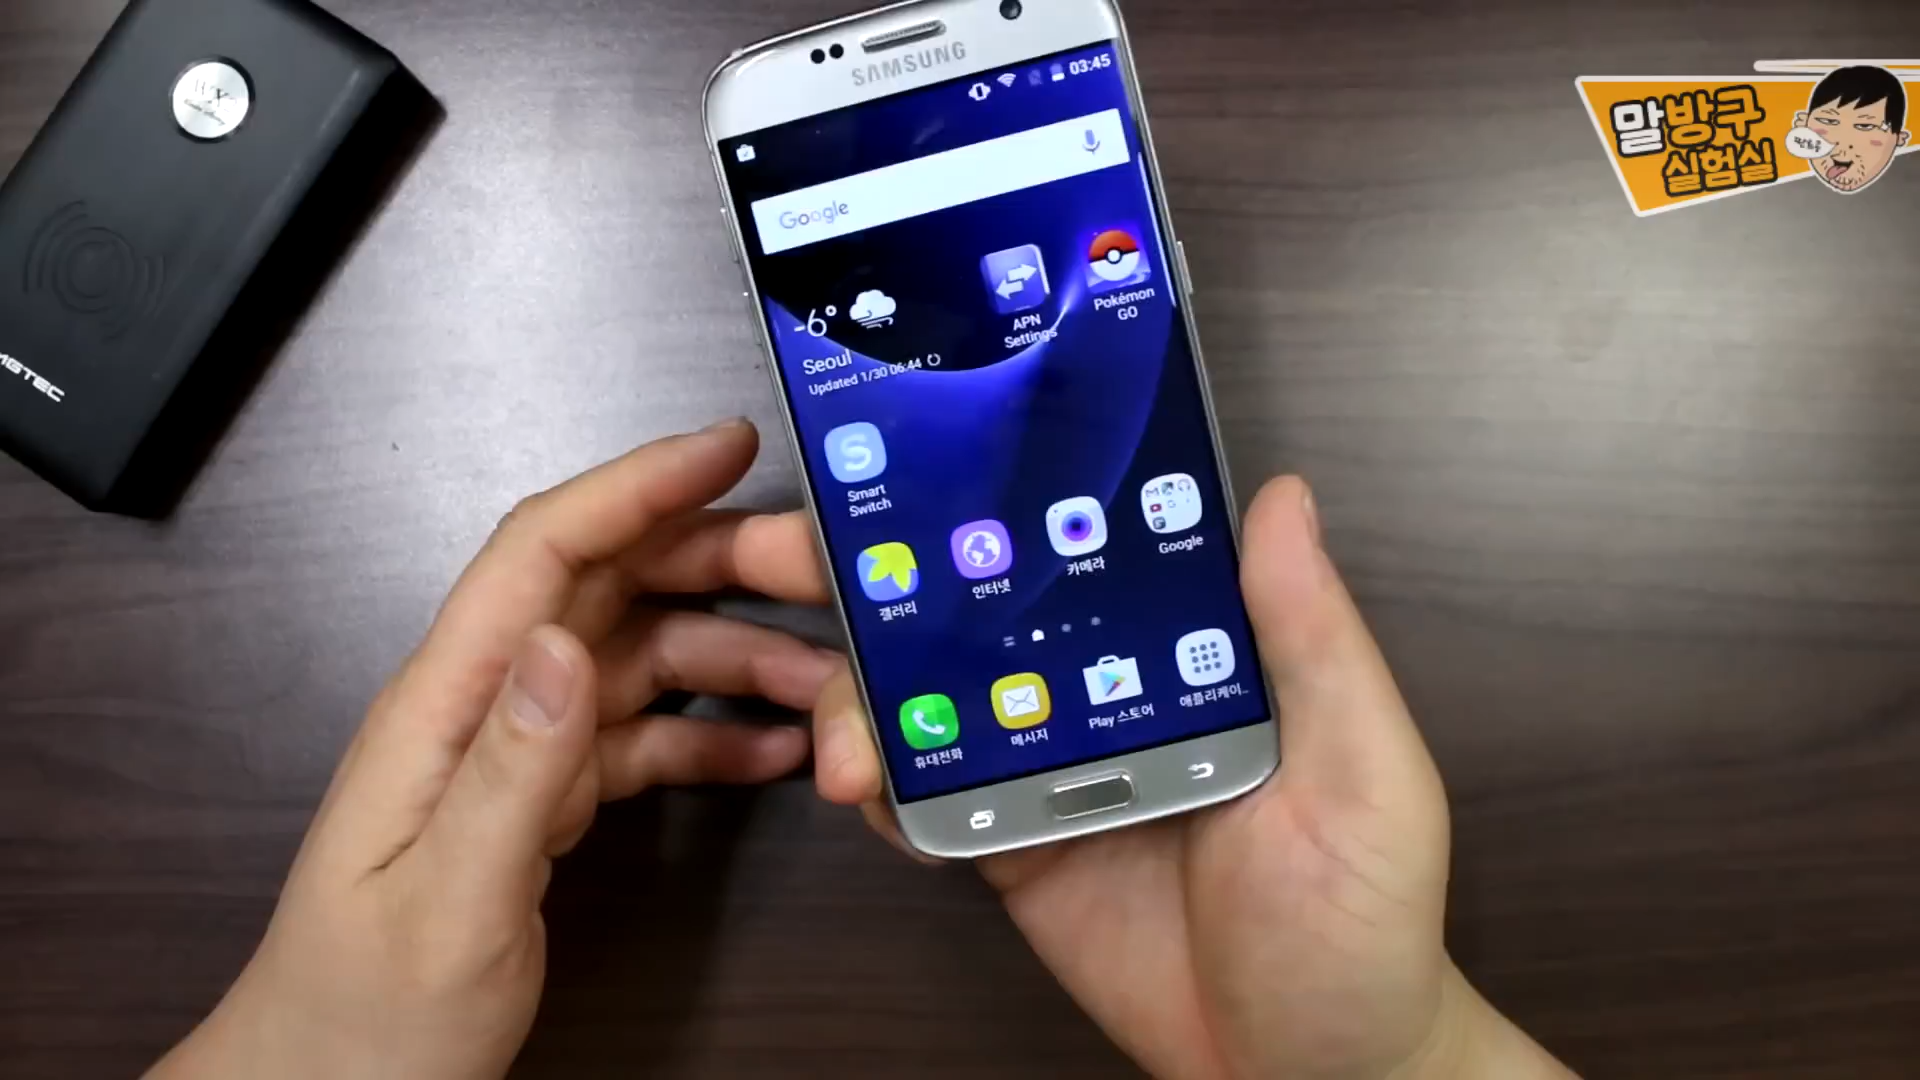 SAMSUNG
03:45
Google
-6°
Seoul
Updated 1/30 06:44
APN
Settings
Pokémon
GO
Smart
Switch
갤러리
인터넷
카메라
Google
휴대전화
메시지
Play 스토어
애플리케이...
말방구
실험실